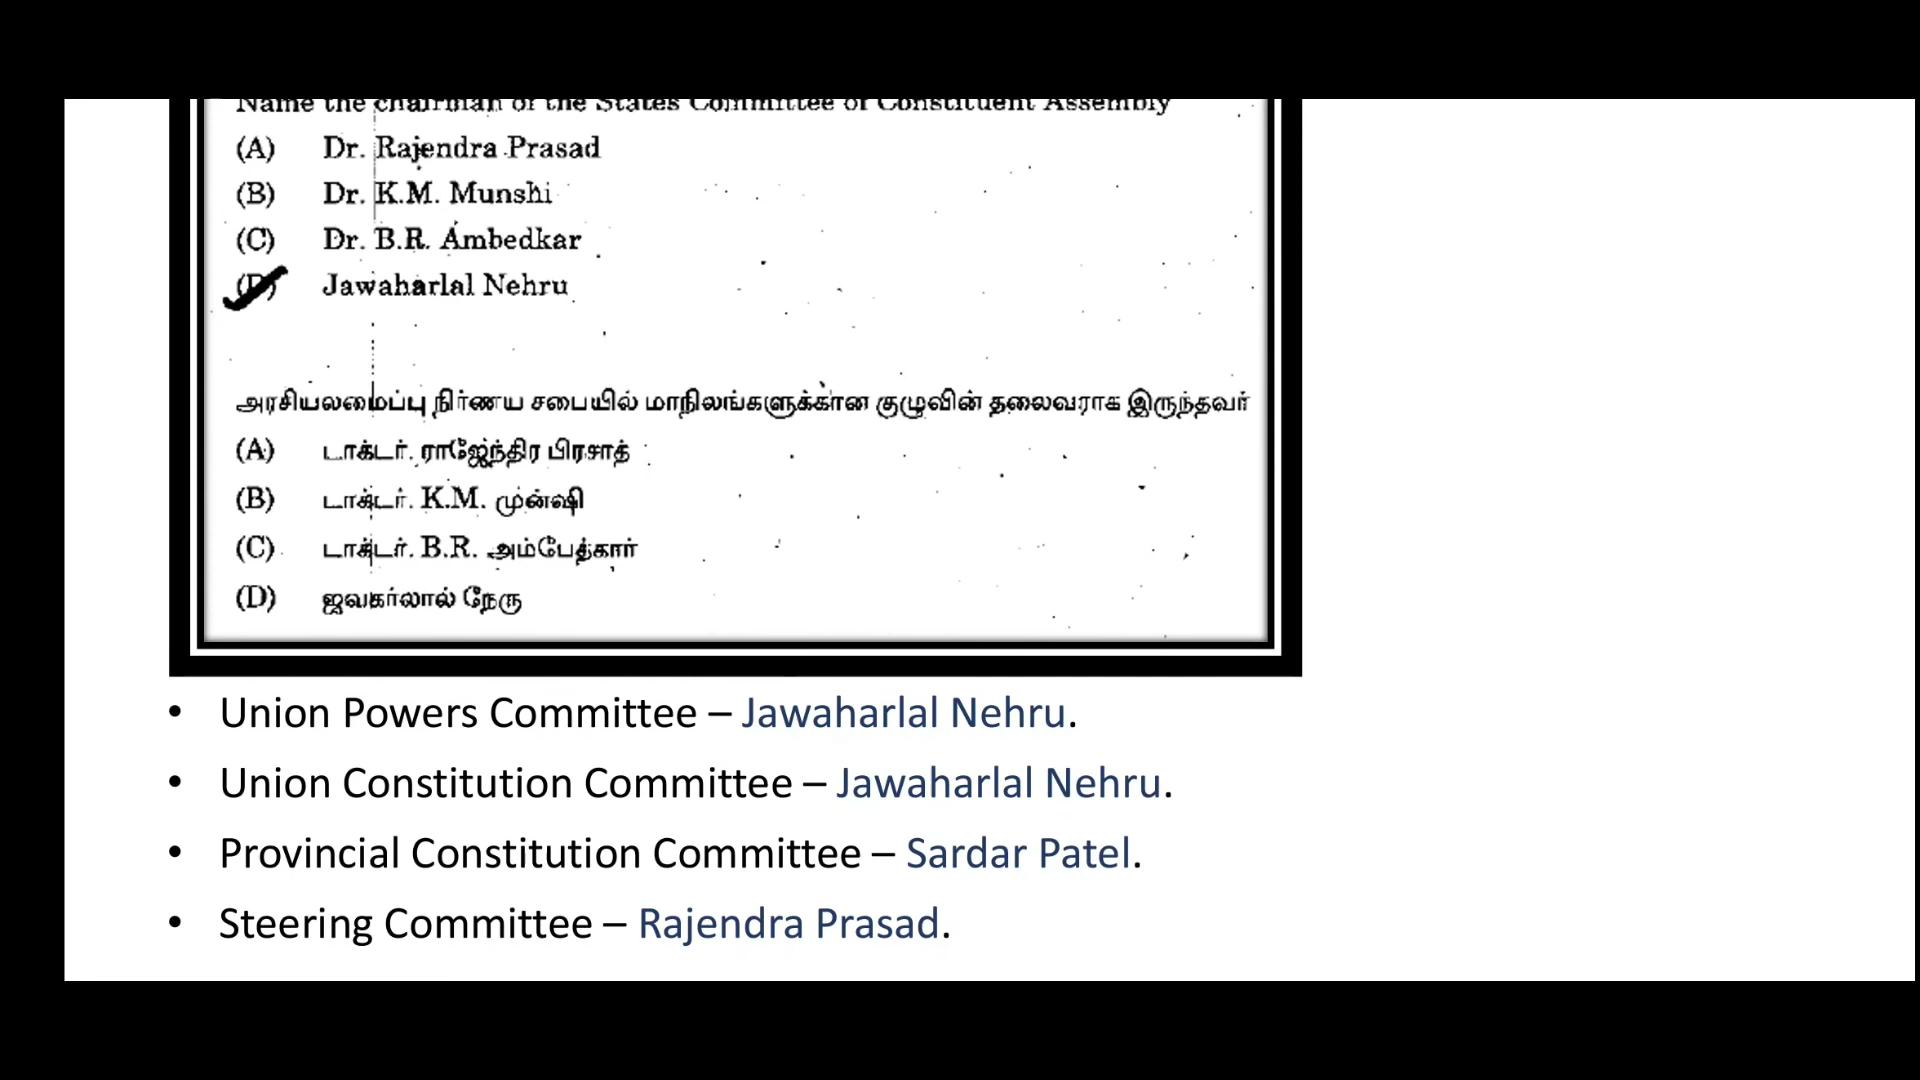 Name the chairman of the States Committee of Constituent Assembly
(A) Dr. Rajendra Prasad
(B) Dr. K.M. Munshi
(C) Dr. B.R. Ambedkar
(D) Jawaharlal Nehru
அரசியலமைப்பு நிர்ணய சபையில் மாநிலங்களுக்கான குழுவின் தலைவராக இருந்தவர்
(A) டாக்டர். ராஜேந்திர பிரசாத்
(B) டாக்டர். K.M. முன்ஷி
(C) டாக்டர். B.R. அம்பேத்கார்
(D) ஜவகர்லால் நேரு
• Union Powers Committee – Jawaharlal Nehru.
• Union Constitution Committee – Jawaharlal Nehru.
• Provincial Constitution Committee – Sardar Patel.
• Steering Committee – Rajendra Prasad.